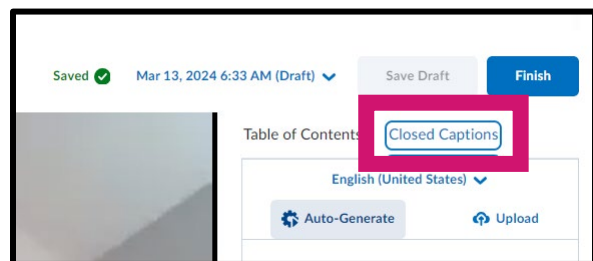 Saved Mar 13, 2024 6:33 AM (Draft) Save Draft Finish
Table of Contents Closed Captions
English (United States)
Auto-Generate Upload